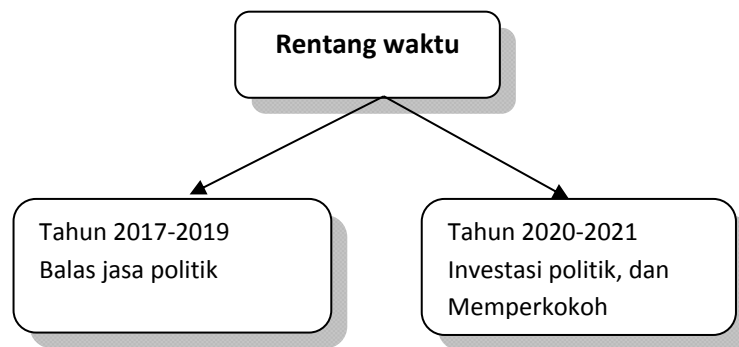 Rentang waktu
Tahun 2017-2019
Balas jasa politik
Tahun 2020-2021
Investasi politik, dan
Memperkokoh